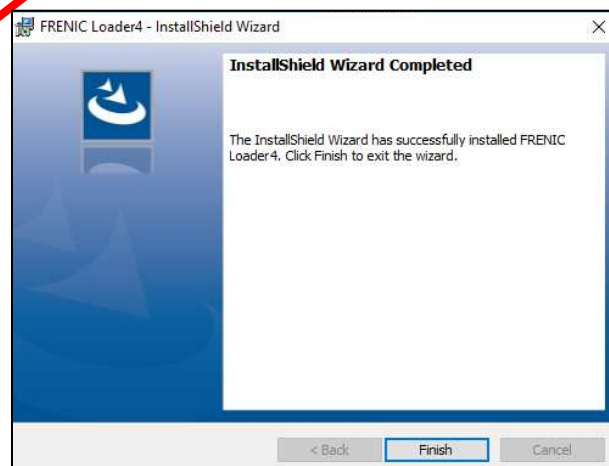 FRENIC Loader4 - InstallShield Wizard
InstallShield Wizard Completed
The InstallShield Wizard has successfully installed FRENIC
Loader4. Click Finish to exit the wizard.
< Back Finish Cancel